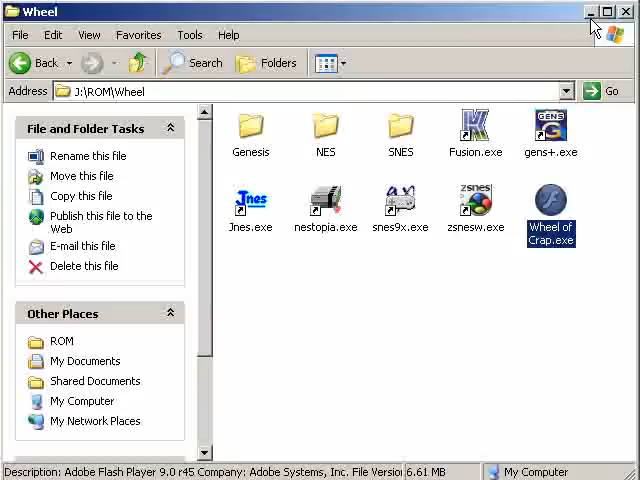 Wheel
File Edit View Favorites Tools Help
Back Search Folders
Address J:\ROM\Wheel Go
File and Folder Tasks
Rename this file
Move this file
Copy this file
Publish this file to the
Web
E-mail this file
Delete this file
Other Places
ROM
My Documents
Shared Documents
My Computer
My Network Places
Genesis NES SNES Fusion.exe gens+.exe
Jnes
Jnes.exe nestopia.exe snes9x.exe zsnesw.exe Wheel of
Crap.exe
GENS
zsnes
Description: Adobe Flash Player 9.0 r45 Company: Adobe Systems, Inc. File Versio 6.61 MB My Computer